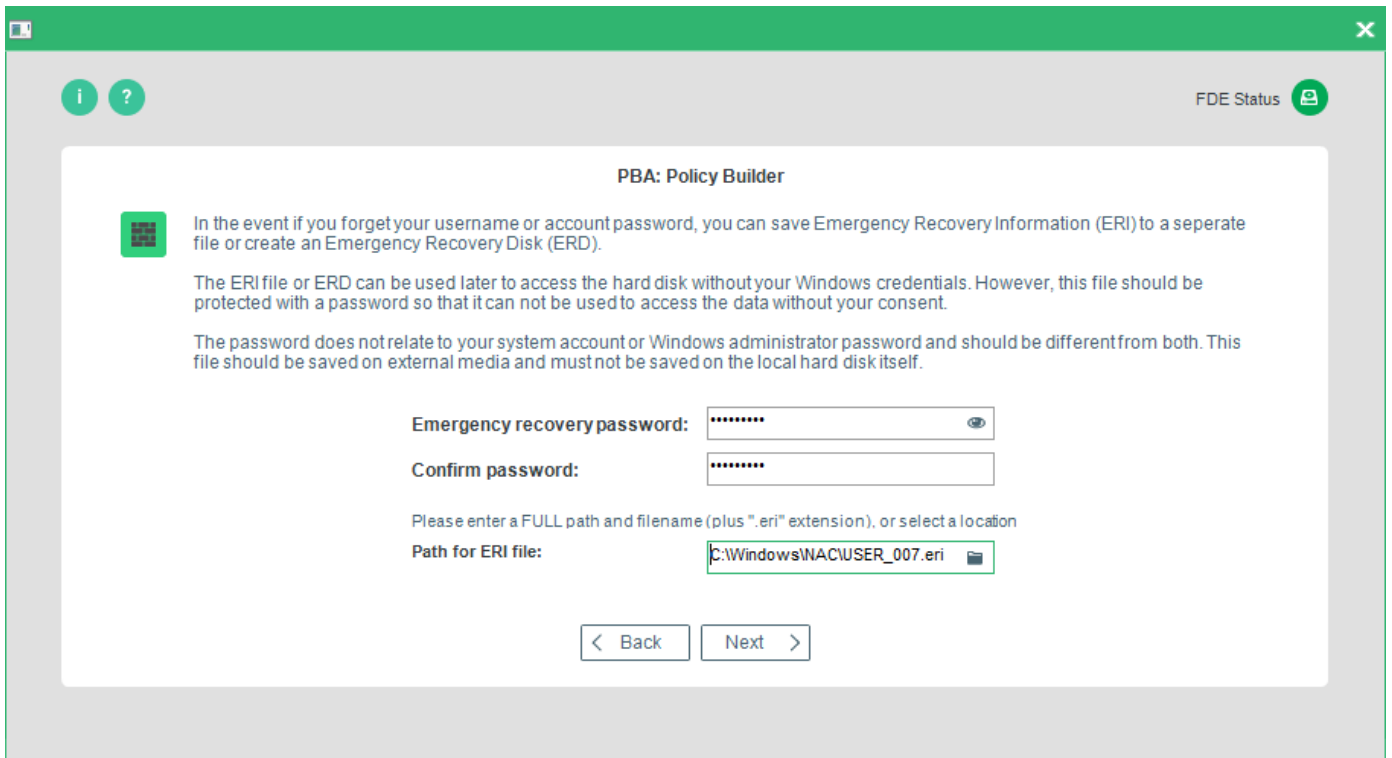 i ?
FDE Status
PBA: Policy Builder
In the event if you forget your username or account password, you can save Emergency Recovery Information (ERI) to a seperate
file or create an Emergency Recovery Disk (ERD).
The ERI file or ERD can be used later to access the hard disk without your Windows credentials. However, this file should be
protected with a password so that it can not be used to access the data without your consent.
The password does not relate to your system account or Windows administrator password and should be different from both. This
file should be saved on external media and must not be saved on the local hard disk itself.
Emergency recovery password: •••••••••
Confirm password: •••••••••
Please enter a FULL path and filename (plus ".eri" extension), or select a location
Path for ERI file: C:\Windows\NAC\USER_007.eri
Back Next